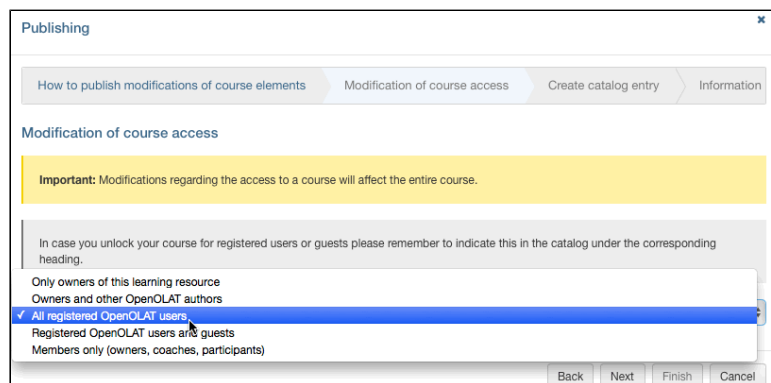 Publishing
How to publish modifications of course elements
Modification of course access
Create catalog entry
Information
Modification of course access
Important: Modifications regarding the access to a course will affect the entire course.
In case you unlock your course for registered users or guests please remember to indicate this in the catalog under the corresponding
heading.
Only owners of this learning resource
Owners and other OpenOLAT authors
✓ All registered OpenOLAT users
Registered OpenOLAT users and guests
Members only (owners, coaches, participants)
Back
Next
Finish
Cancel